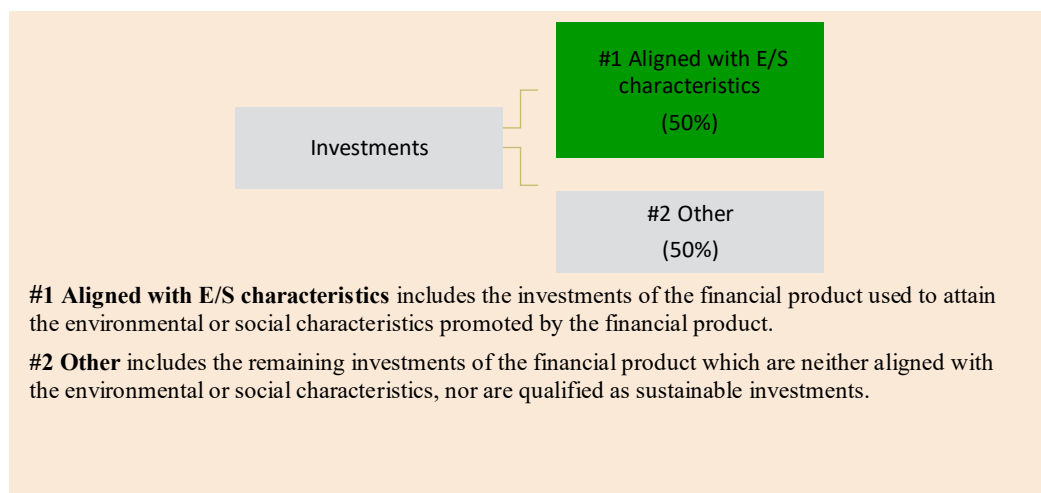 #1 Aligned with E/S
characteristics
(50%)
Investments
#2 Other
(50%)
#1 Aligned with E/S characteristics includes the investments of the financial product used to attain
the environmental or social characteristics promoted by the financial product.
#2 Other includes the remaining investments of the financial product which are neither aligned with
the environmental or social characteristics, nor are qualified as sustainable investments.